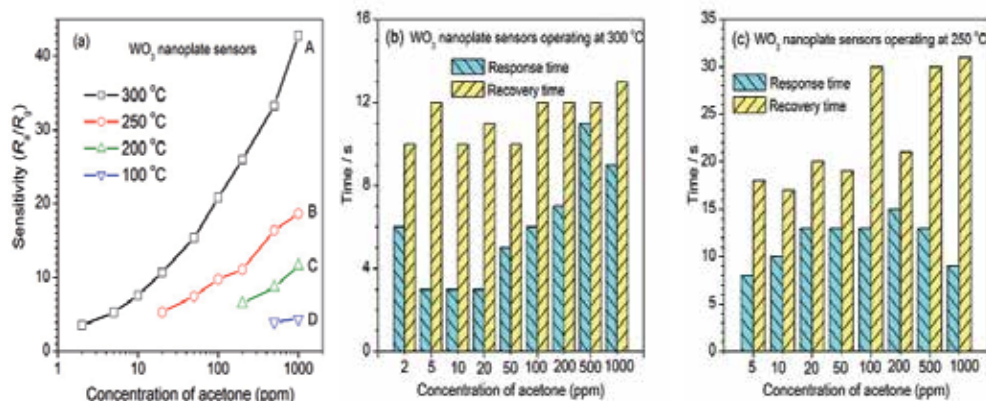 (a)
WO₃ nanoplate sensors
A
300 °C
250 °C
200 °C
100 °C
B
C
D
Sensitivity (Rₐ/R_g)
40
30
20
10
0
10 100 1000
Concentration of acetone (ppm)
(b) WO₃ nanoplate sensors operating at 300 °C
Response time
Recovery time
Time / s
16
12
8
4
0
2 5 10 20 50 100 200 500 1000
Concentration of acetone (ppm)
(c) WO₃ nanoplate sensors operating at 250 °C
Response time
Recovery time
Time / s
35
30
25
20
15
10
5
0
5 10 20 50 100 200 500 1000
Concentration of acetone (ppm)